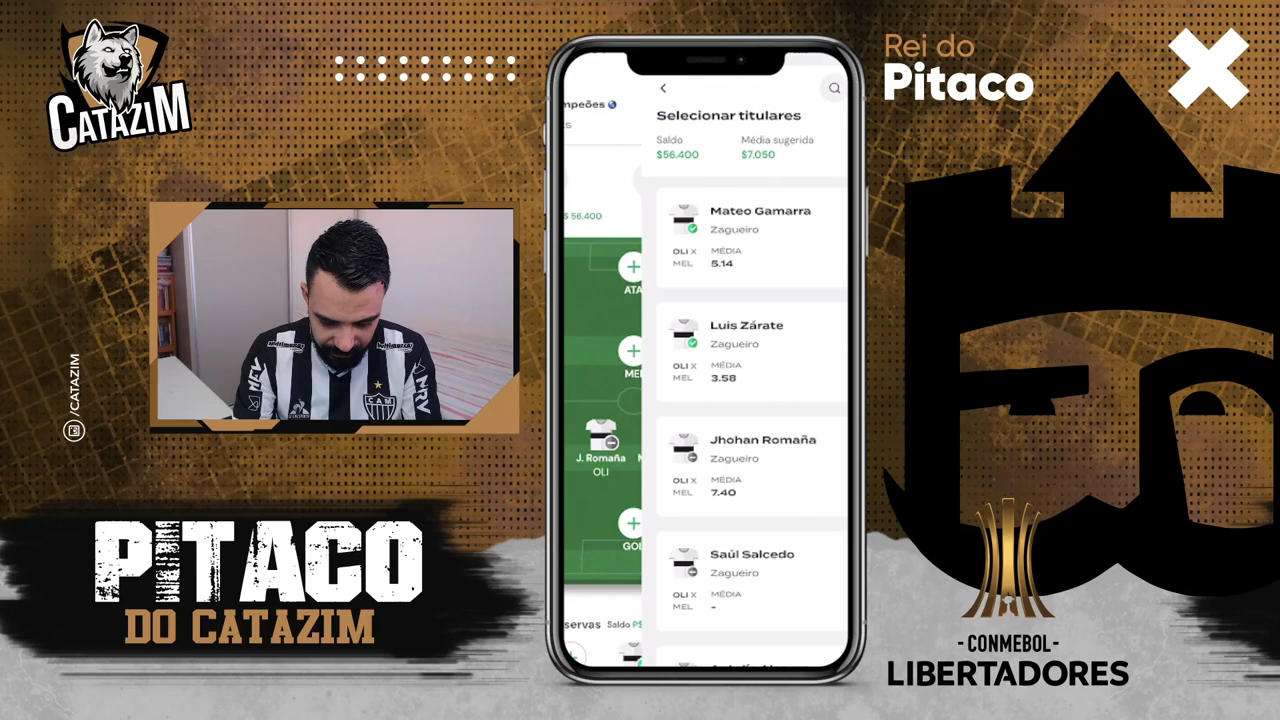 CATAZIM
/CATAZIM
PITACO
DO CATAZIM
mpeões
$ 56.400
ATA
MEI
J. Romaña
OLI
GOL
servas Saldo P$
Selecionar titulares
Saldo
Média sugerida
$56.400
$7.050
Mateo Gamarra
Zagueiro
OLI X
MEL
MÉDIA
5.14
Luis Zárate
Zagueiro
OLI X
MEL
MÉDIA
3.58
Jhohan Romaña
Zagueiro
OLI X
MEL
MÉDIA
7.40
Saúl Salcedo
Zagueiro
OLI X
MEL
MÉDIA
-
Rei do
Pitaco
-CONMEBOL-
LIBERTADORES
MRV
CAM